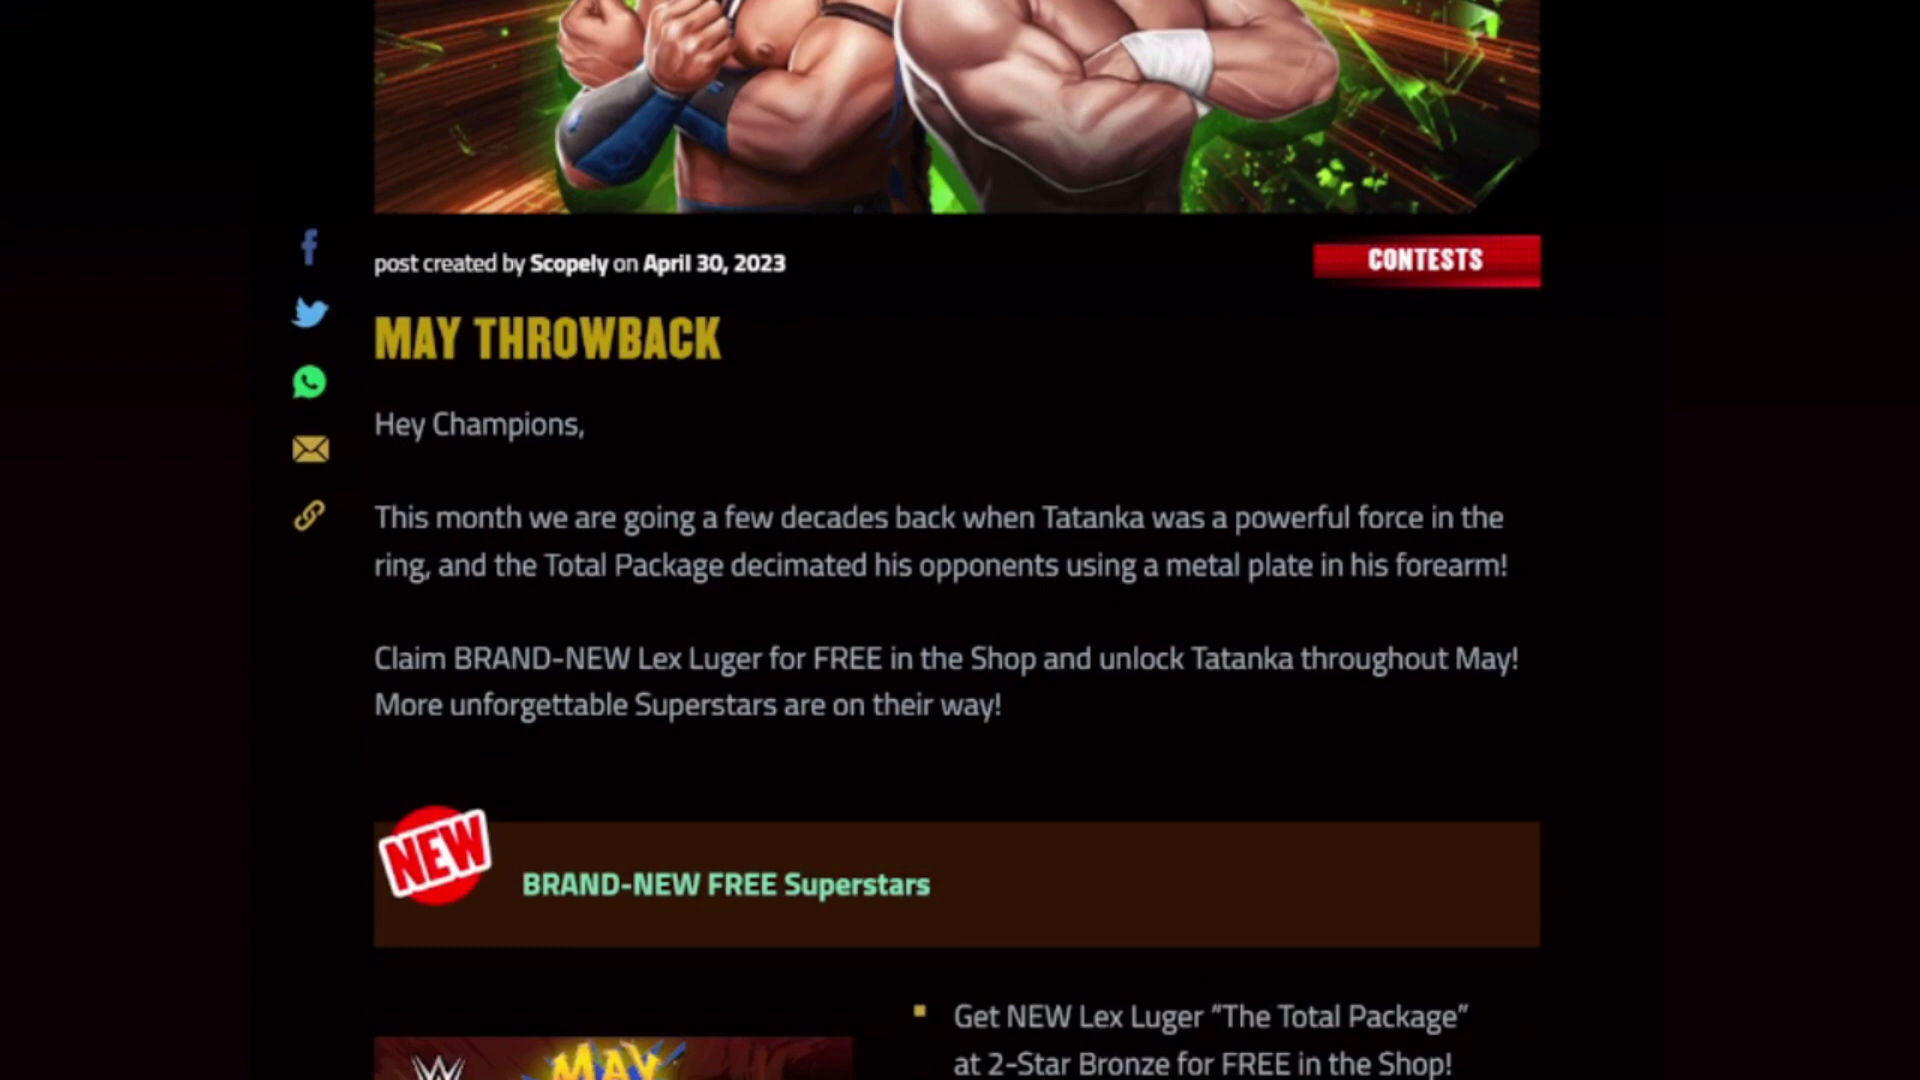 post created by Scopely on April 30, 2023
CONTESTS
MAY THROWBACK
Hey Champions,
This month we are going a few decades back when Tatanka was a powerful force in the
ring, and the Total Package decimated his opponents using a metal plate in his forearm!
Claim BRAND-NEW Lex Luger for FREE in the Shop and unlock Tatanka throughout May!
More unforgettable Superstars are on their way!
NEW
BRAND-NEW FREE Superstars
Get NEW Lex Luger “The Total Package”
at 2-Star Bronze for FREE in the Shop!
W
MAY